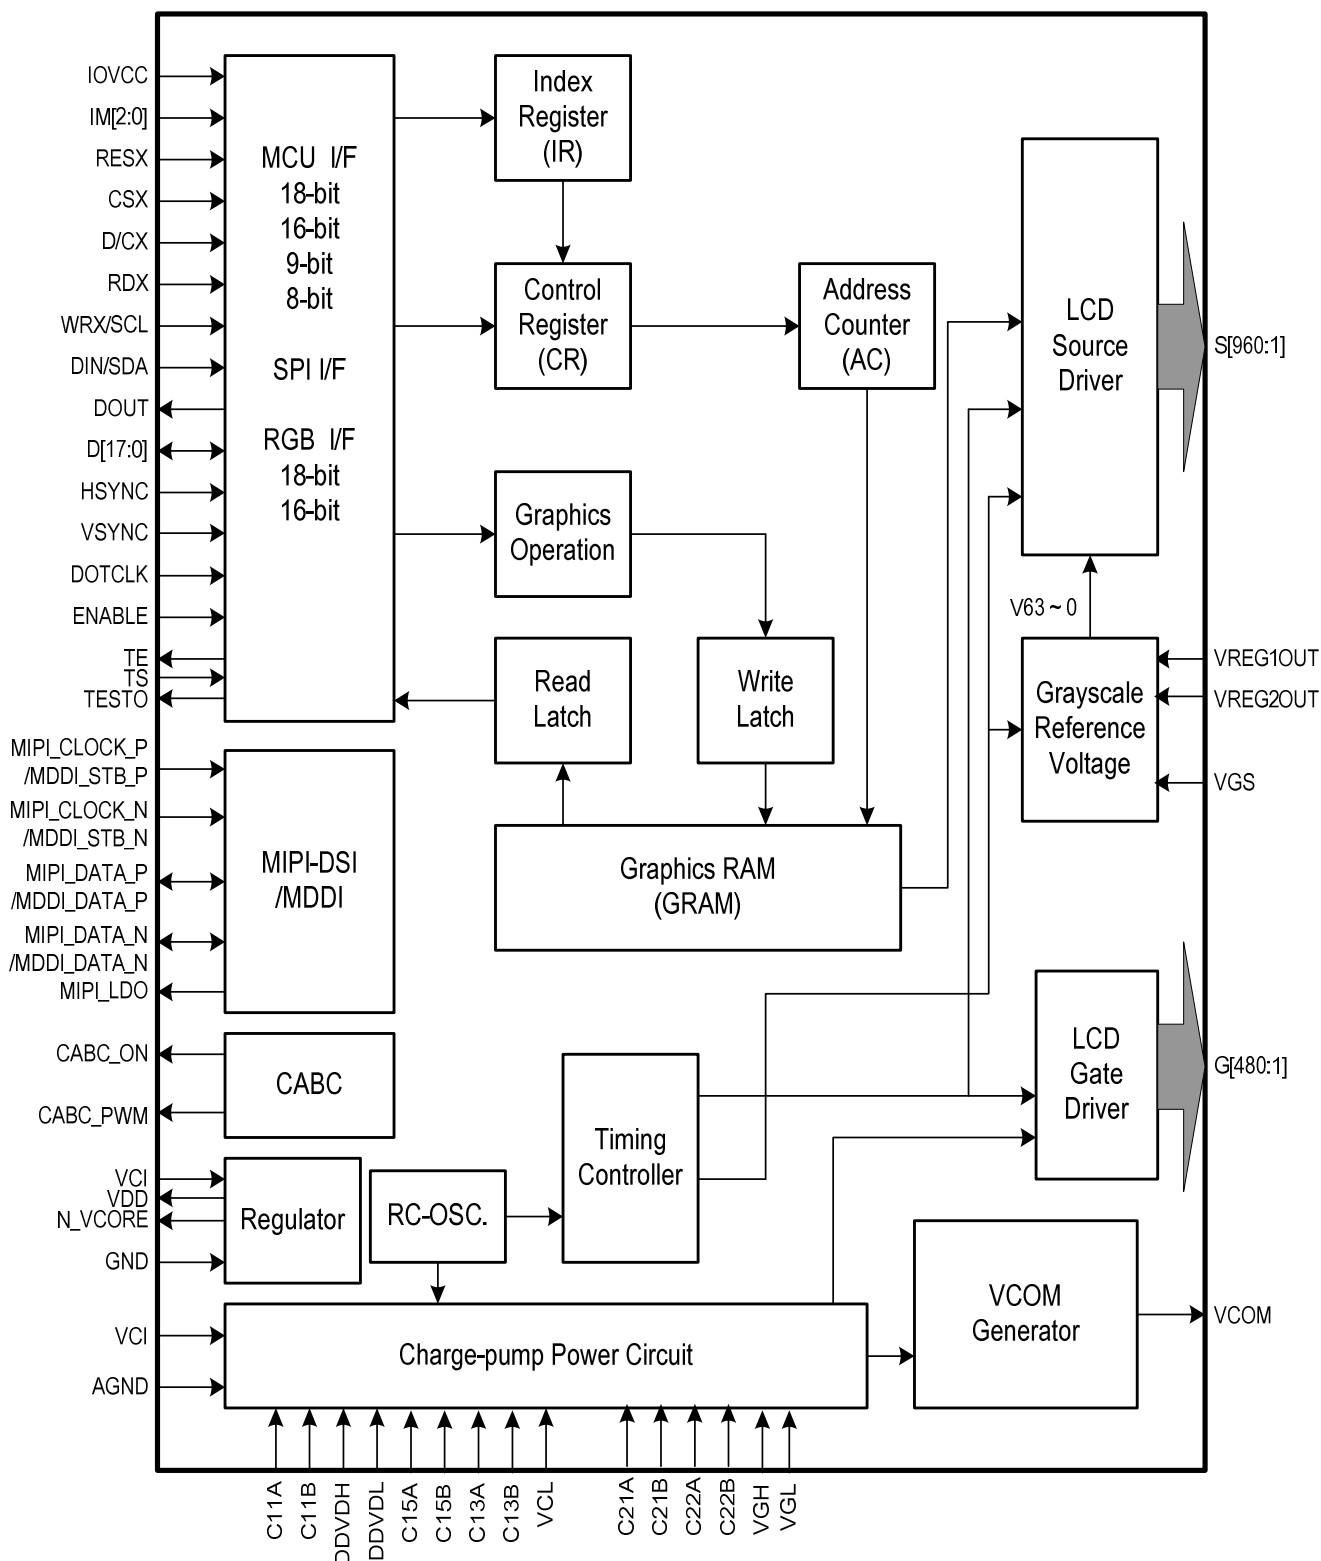 IOVCC
IM[2:0]
RESX
CSX
D/CX
RDX
WRX/SCL
DIN/SDA
DOUT
D[17:0]
HSYNC
VSYNC
DOTCLK
ENABLE
TE
TS
TESTO
MIPI_CLOCK_P
/MDDI_STB_P
MIPI_CLOCK_N
/MDDI_STB_N
MIPI_DATA_P
/MDDI_DATA_P
MIPI_DATA_N
/MDDI_DATA_N
MIPI_LDO
CABC_ON
CABC_PWM
VCI
VDD
N_VCORE
GND
VCI
AGND
MCU I/F
18-bit
16-bit
9-bit
8-bit
SPI I/F
RGB I/F
18-bit
16-bit
MIPI-DSI
/MDDI
CABC
Regulator
RC-OSC.
Charge-pump Power Circuit
Index
Register
(IR)
Control
Register
(CR)
Address
Counter
(AC)
Graphics
Operation
Read
Latch
Write
Latch
Graphics RAM
(GRAM)
Timing
Controller
LCD
Source
Driver
V63 ~ 0
Grayscale
Reference
Voltage
LCD
Gate
Driver
VCOM
Generator
S[960:1]
VREG1OUT
VREG2OUT
VGS
G[480:1]
VCOM
C11A
C11B
DDVDH
DDVDL
C15A
C15B
C13A
C13B
VCL
C21A
C21B
C22A
C22B
VGH
VGL